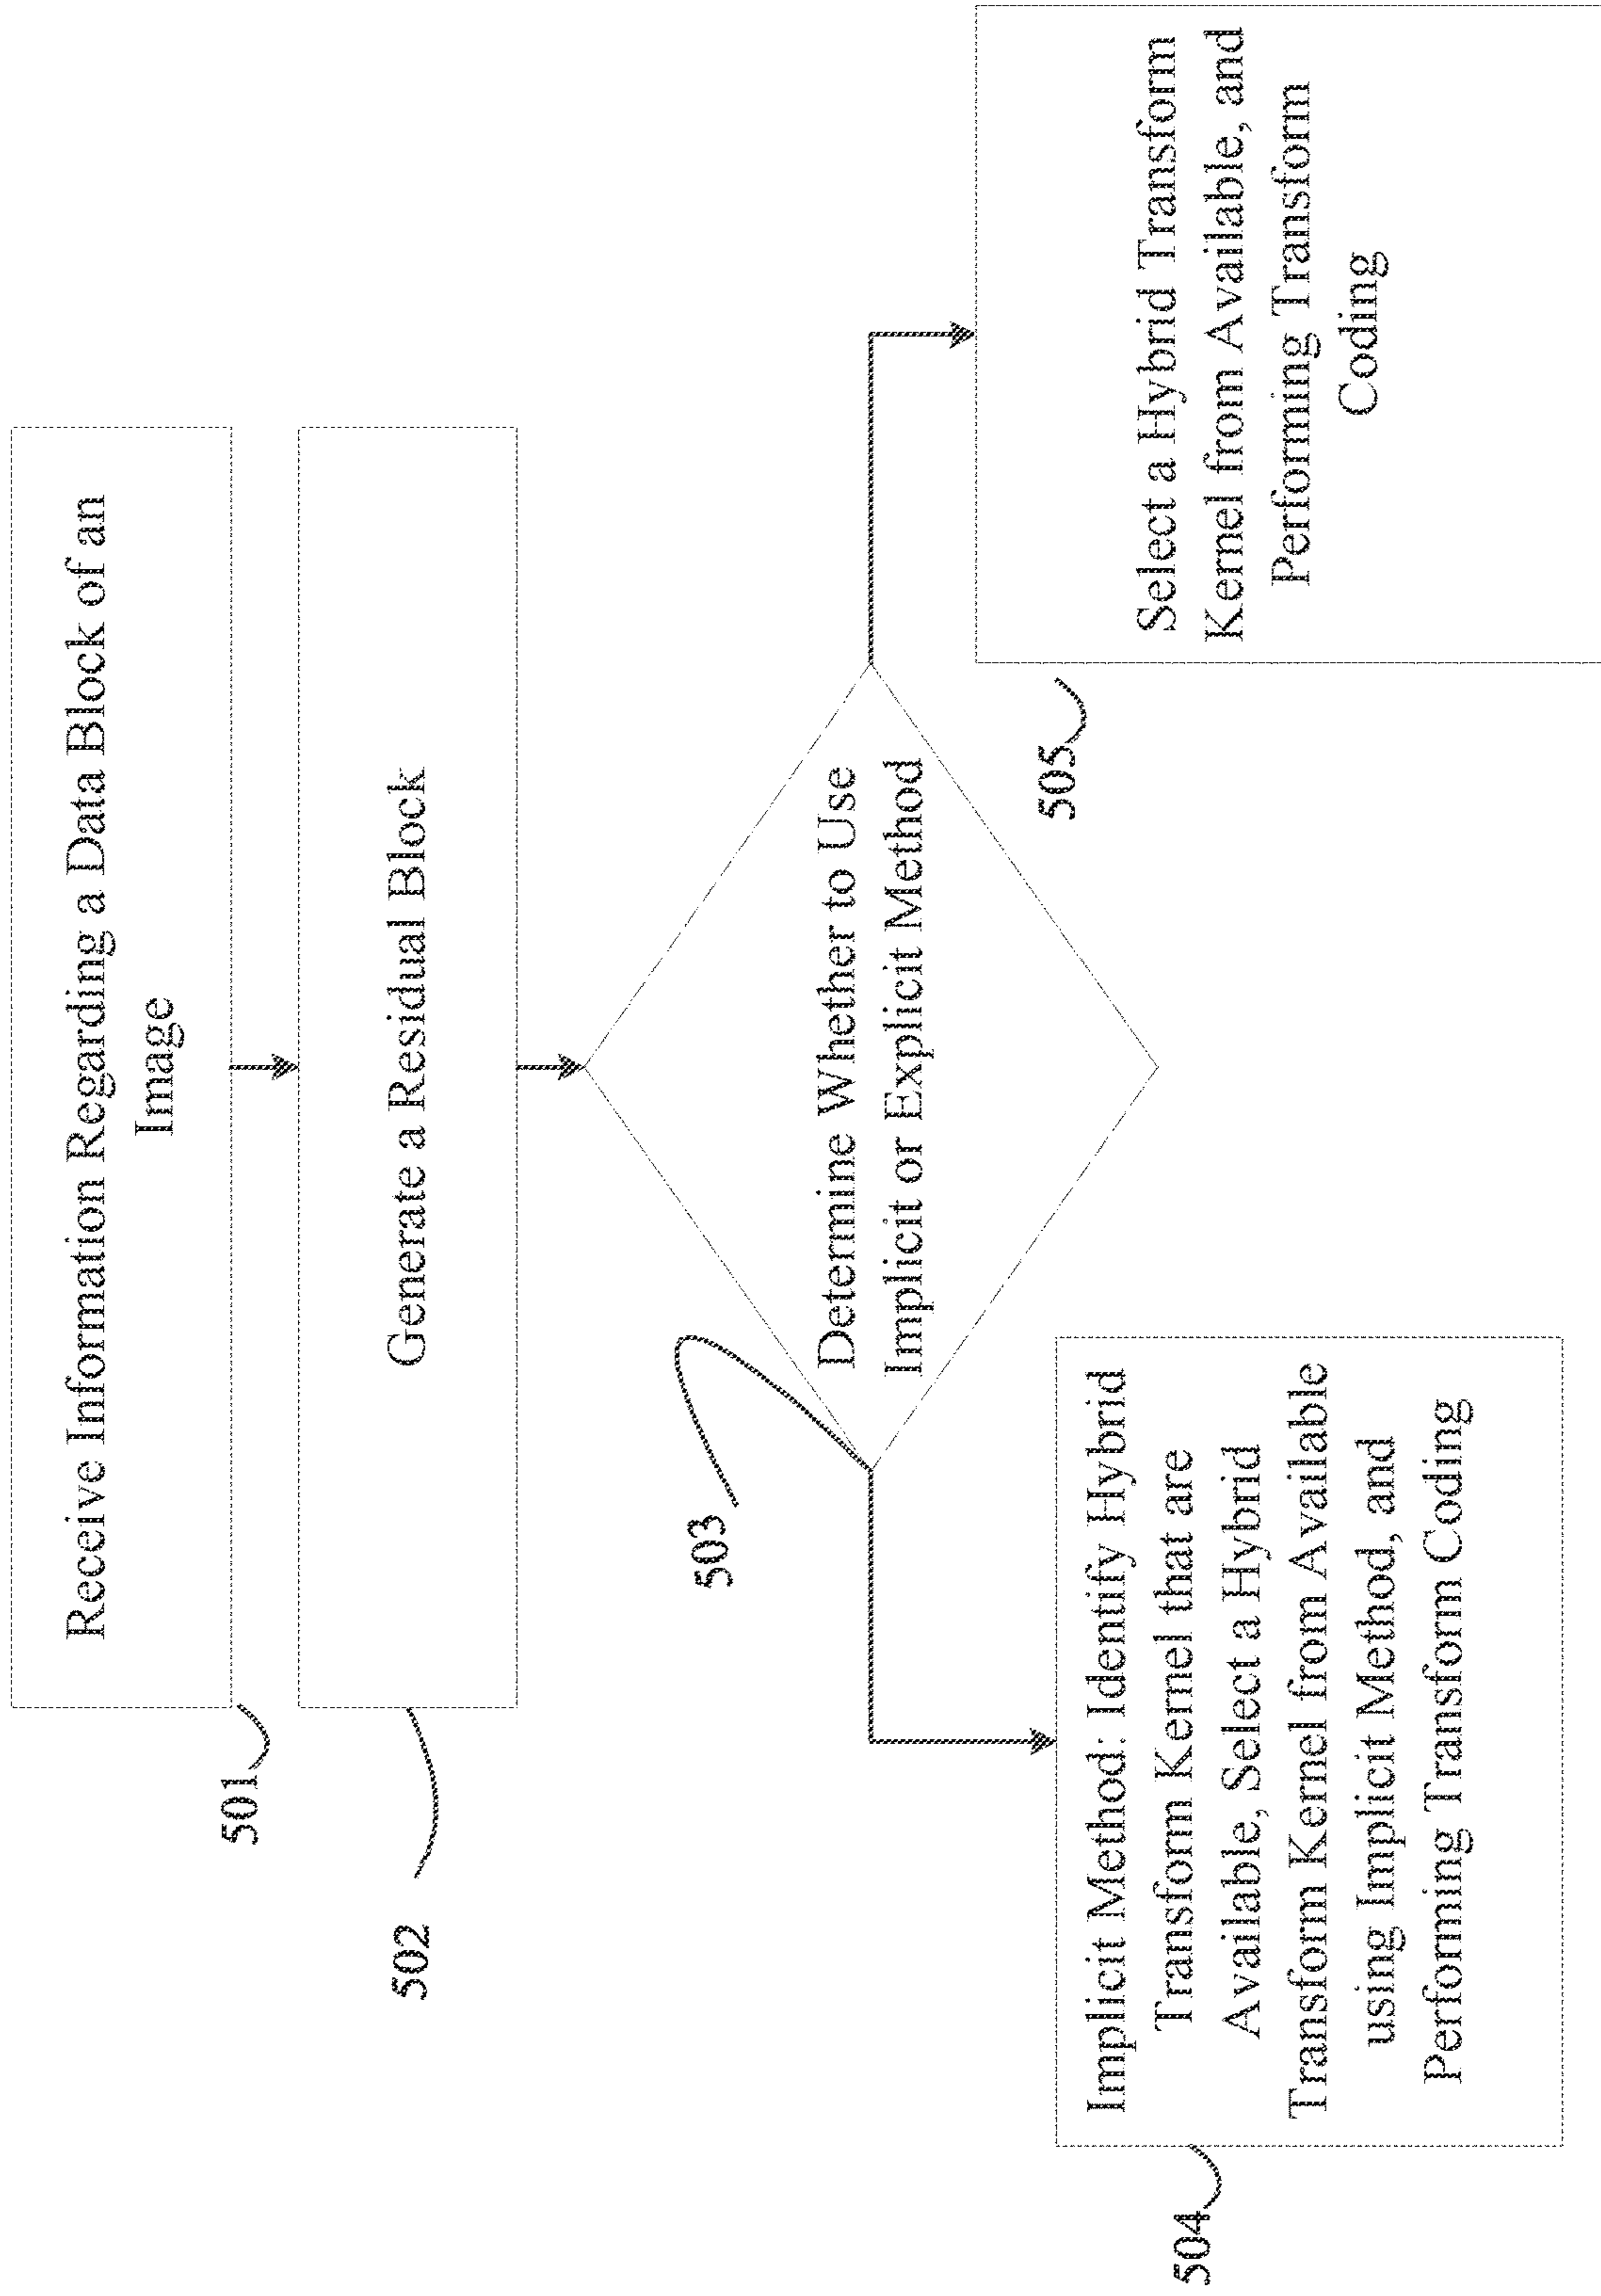 Receive Information Regarding a Data Block of an
Image
501
Generate a Residual Block
502
Determine Whether to Use
Implicit or Explicit Method
503
Implicit Method: Identify Hybrid
Transform Kernel that are
Available, Select a Hybrid
Transform Kernel from Available
using Implicit Method, and
Performing Transform Coding
504
Select a Hybrid Transform
Kernel from Available, and
Performing Transform
Coding
505